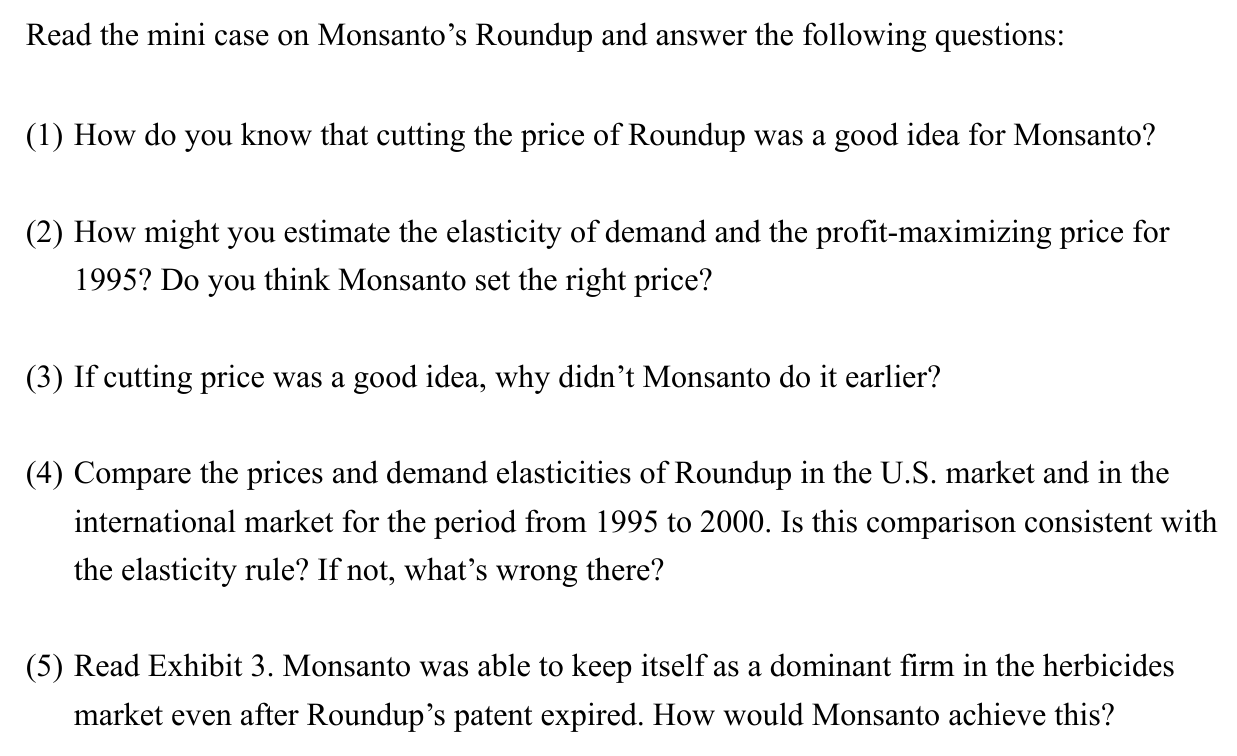 Read the mini case on Monsanto’s Roundup and answer the following questions:
(1) How do you know that cutting the price of Roundup was a good idea for Monsanto?
(2) How might you estimate the elasticity of demand and the profit-maximizing price for
1995? Do you think Monsanto set the right price?
(3) If cutting price was a good idea, why didn’t Monsanto do it earlier?
(4) Compare the prices and demand elasticities of Roundup in the U.S. market and in the
international market for the period from 1995 to 2000. Is this comparison consistent with
the elasticity rule? If not, what’s wrong there?
(5) Read Exhibit 3. Monsanto was able to keep itself as a dominant firm in the herbicides
market even after Roundup’s patent expired. How would Monsanto achieve this?